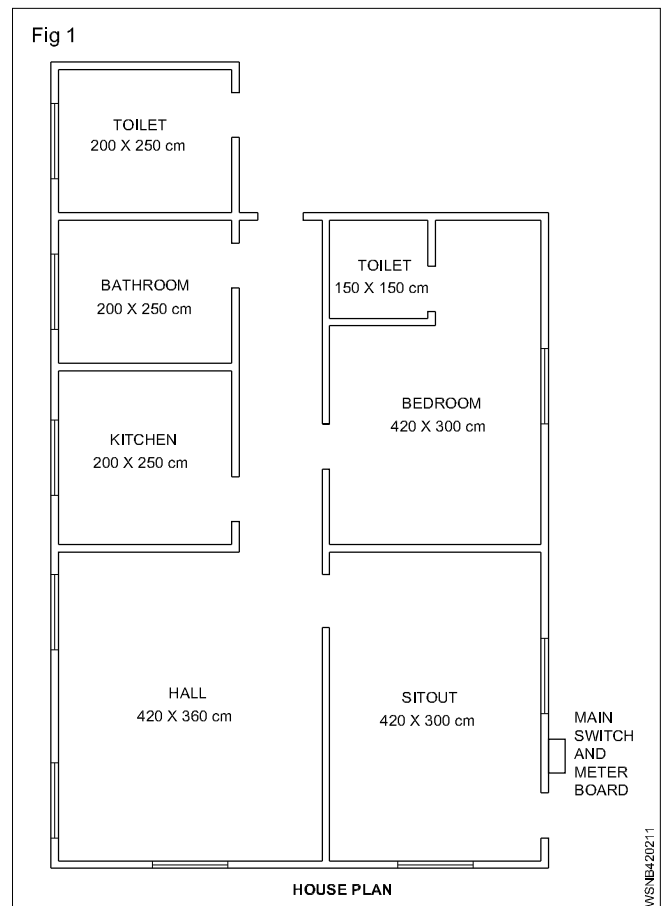 Fig 1
TOILET
200 X 250 cm
BATHROOM
200 X 250 cm
TOILET
150 X 150 cm
KITCHEN
200 X 250 cm
BEDROOM
420 X 300 cm
HALL
420 X 360 cm
SITOUT
420 X 300 cm
MAIN
SWITCH
AND
METER
BOARD
HOUSE PLAN
WSNB420211